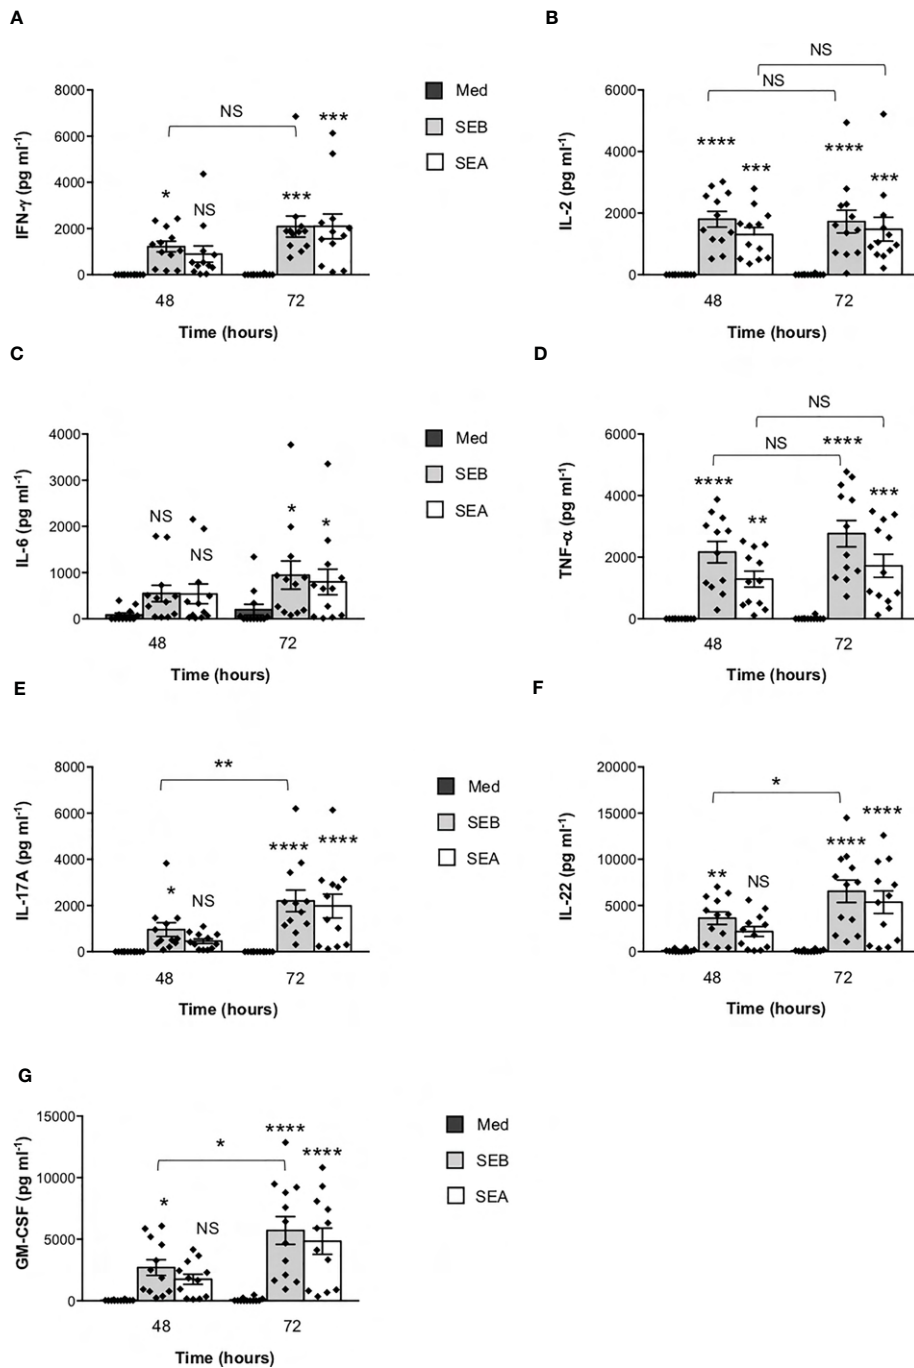 A
IFN-γ (pg ml⁻¹)
8000
6000
4000
2000
0
NS
*
NS
***
***
48
72
Time (hours)
Med
SEB
SEA
B
IL-2 (pg ml⁻¹)
6000
4000
2000
0
NS
NS
****
***
****
***
48
72
Time (hours)
C
IL-6 (pg ml⁻¹)
4000
3000
2000
1000
0
NS
NS
*
*
48
72
Time (hours)
Med
SEB
SEA
D
TNF-α (pg ml⁻¹)
6000
4000
2000
0
NS
NS
****
**
****
***
48
72
Time (hours)
E
IL-17A (pg ml⁻¹)
8000
6000
4000
2000
0
**
*
NS
****
****
48
72
Time (hours)
Med
SEB
SEA
F
IL-22 (pg ml⁻¹)
20000
15000
10000
5000
0
*
**
NS
****
****
48
72
Time (hours)
G
GM-CSF (pg ml⁻¹)
15000
10000
5000
0
*
*
NS
****
****
48
72
Time (hours)
Med
SEB
SEA